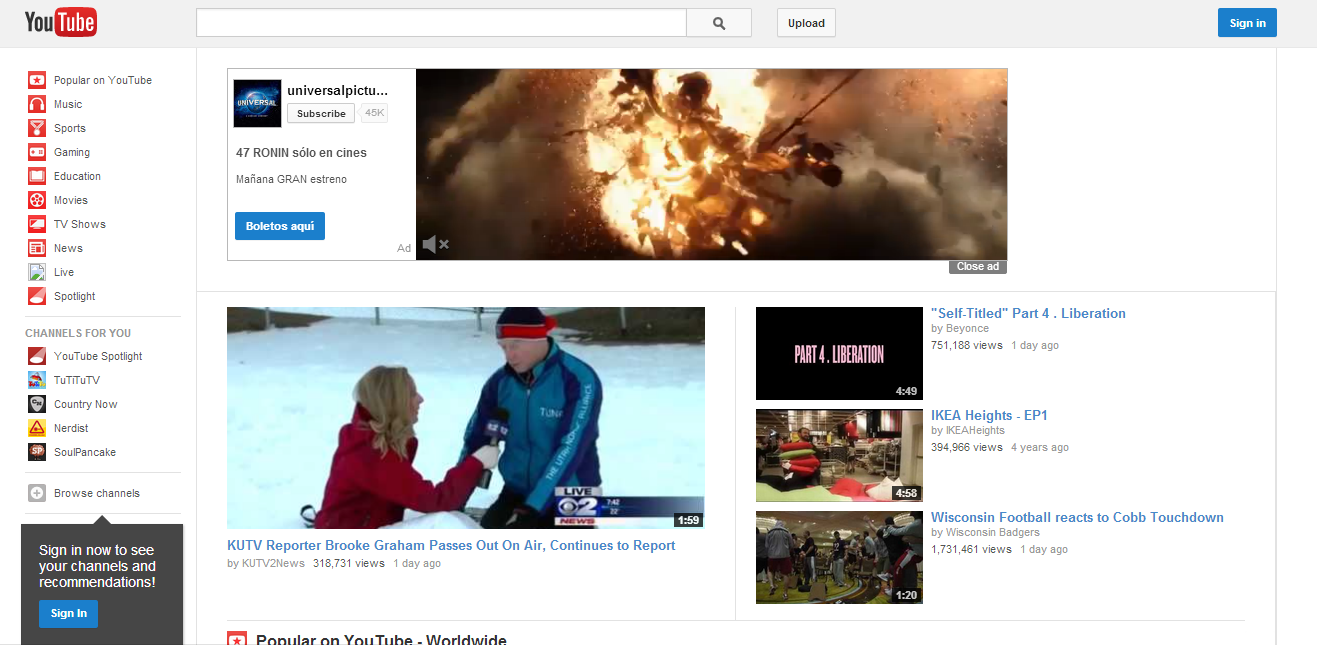 YouTube
Upload
Sign in
Popular on YouTube
Music
Sports
Gaming
Education
Movies
TV Shows
News
Live
Spotlight
CHANNELS FOR YOU
YouTube Spotlight
TuTiTuTV
Country Now
Nerdist
SoulPancake
Browse channels
Sign in now to see
your channels and
recommendations!
Sign In
UNIVERSAL
universalpictu...
Subscribe 45K
47 RONIN sólo en cines
Mañana GRAN estreno
Boletos aquí
Ad
Close ad
LIVE
2
NEWS
7:42
22°
1:59
KUTV Reporter Brooke Graham Passes Out On Air, Continues to Report
by KUTV2News 318,731 views 1 day ago
PART 4 . LIBERATION
4:49
"Self-Titled" Part 4 . Liberation
by Beyonce
751,188 views 1 day ago
4:58
IKEA Heights - EP1
by IKEAHeights
394,966 views 4 years ago
1:20
Wisconsin Football reacts to Cobb Touchdown
by Wisconsin Badgers
1,731,461 views 1 day ago
Popular on YouTube - Worldwide